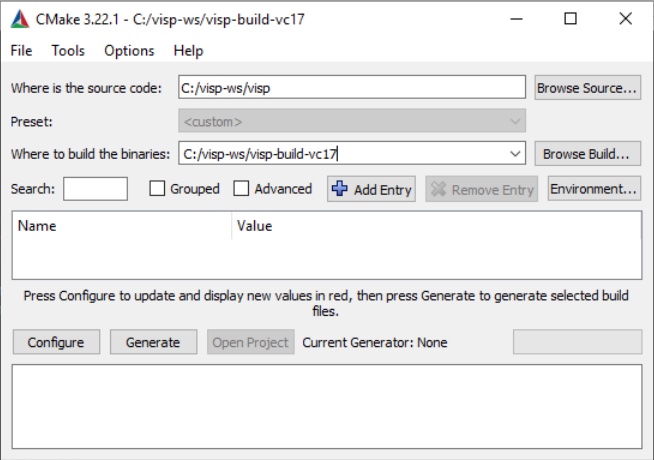 CMake 3.22.1 - C:/visp-ws/visp-build-vc17
File Tools Options Help
Where is the source code: C:/visp-ws/visp Browse Source...
Preset: <custom>
Where to build the binaries: C:/visp-ws/visp-build-vc17 Browse Build...
Search: Grouped Advanced Add Entry Remove Entry Environment...
Name Value
Press Configure to update and display new values in red, then press Generate to generate selected build
files.
Configure Generate Open Project Current Generator: None